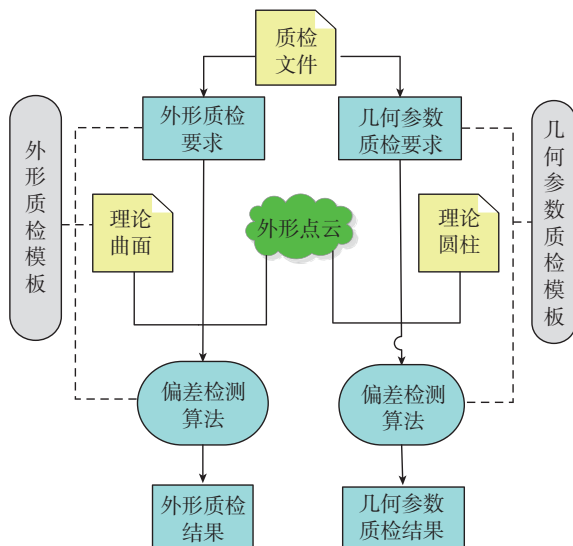 质检
文件
外形质检
要求
几何参数
质检要求
外形质检模板
几何参数质检模板
理论
曲面
外形点云
理论
圆柱
偏差检测
算法
偏差检测
算法
外形质检
结果
几何参数
质检结果